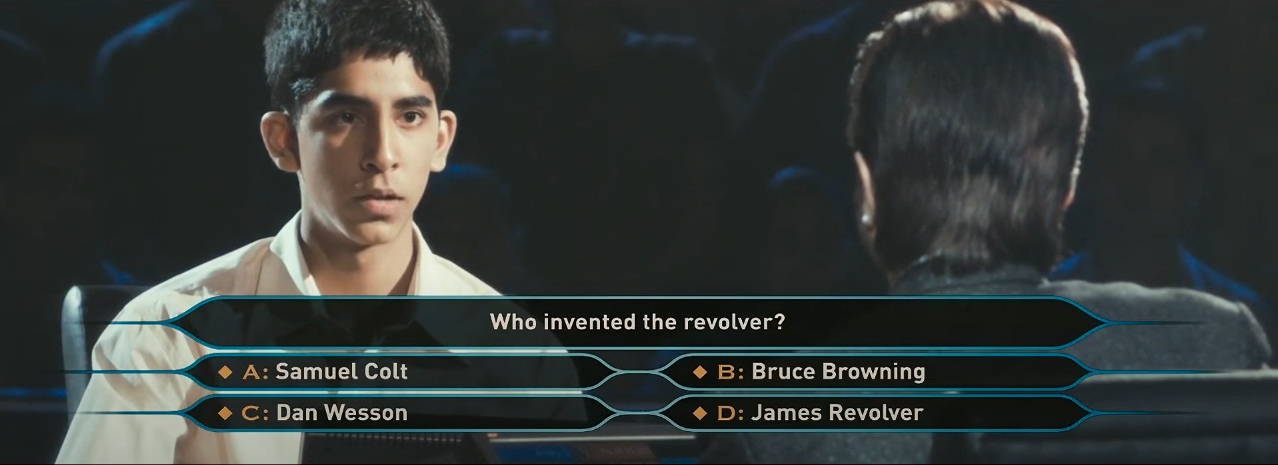 Who invented the revolver?
A: Samuel Colt
B: Bruce Browning
C: Dan Wesson
D: James Revolver